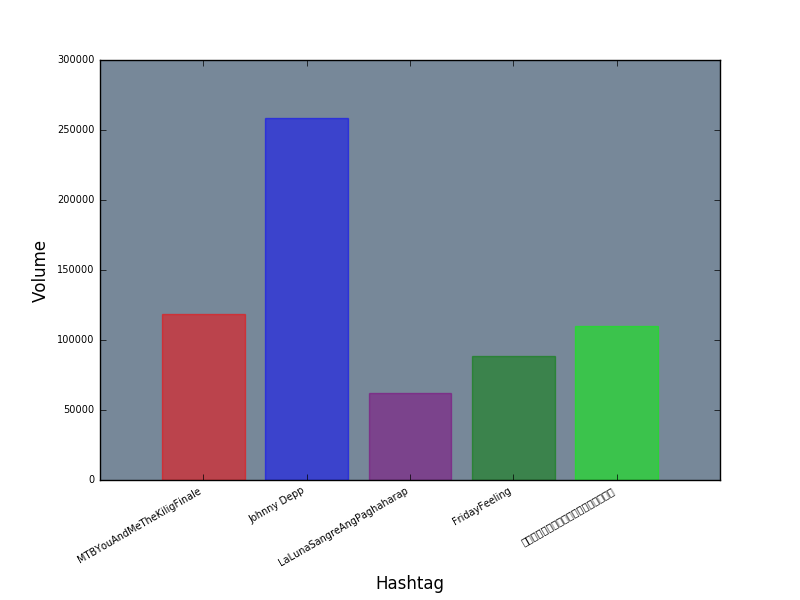 300000
250000
200000
150000
100000
50000
0
Volume
MTBYouAndMeTheKiligFinale
Johnny Depp
LaLunaSangreAngPaghaharap
FridayFeeling
Hashtag